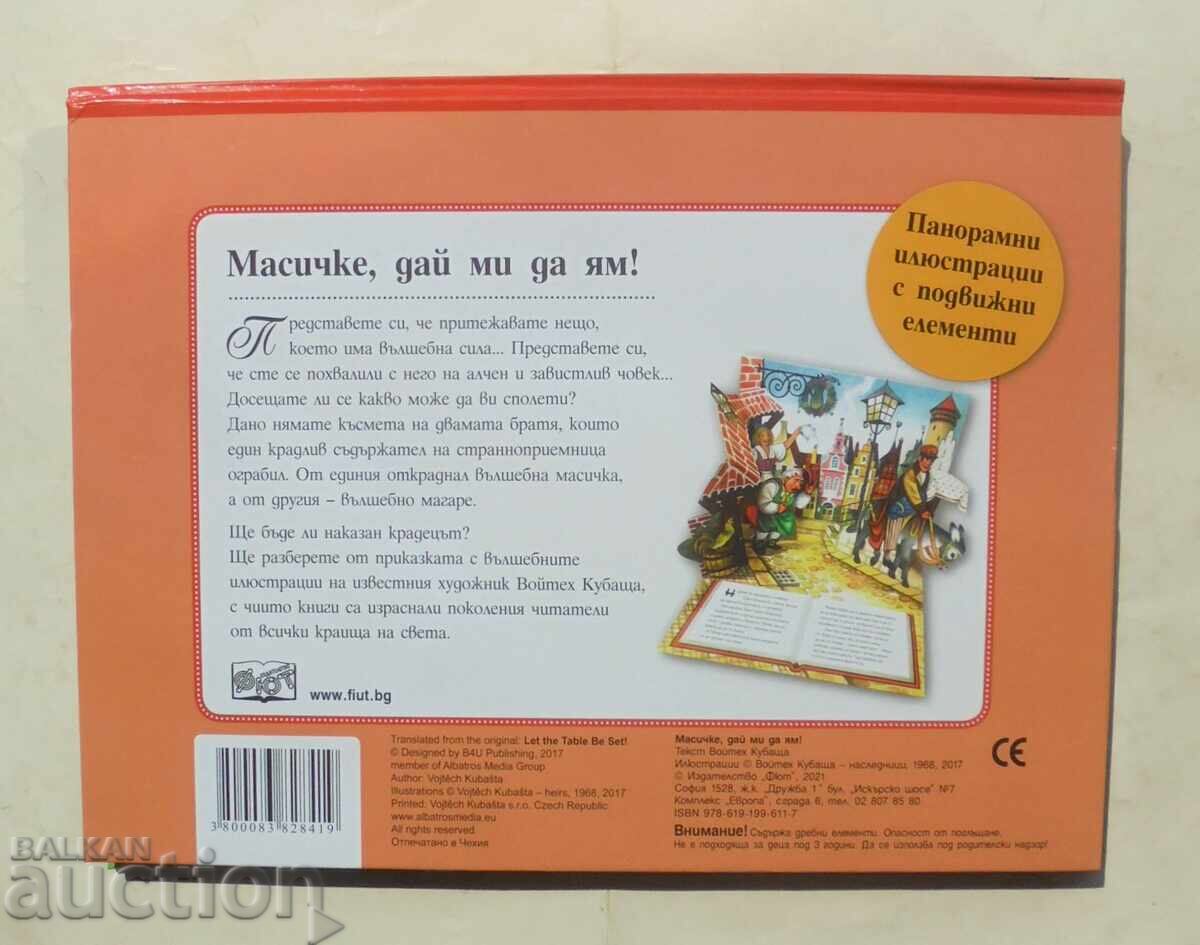 Масичке, дай ми да ям!
Панорамни
илюстрации
с подвижни
елементи
Представете си, че притежавате нещо,
което има вълшебна сила... Представете си,
че сте се похвалили с него на алчен и завистлив човек...
Досещате ли се какво може да ви сполети?
Дано нямате късмета на двамата братя, които
един крадлив съдържател на странноприемница
ограбил. От единия откраднал вълшебна масичка,
а от другия – вълшебно магаре.
Ще бъде ли наказан крадецът?
Ще разберете от приказката с вълшебните
илюстрации на известния художник Войтех Кубаща,
с чиито книги са израснали поколения читатели
от всички краища на света.
ФЮТ
www.fiut.bg
3 800083 828419
Translated from the original: Let the Table Be Set!
© Designed by B4U Publishing, 2017
member of Albatros Media Group
Author: Vojtěch Kubašta
Illustrations © Vojtěch Kubašta – heirs, 1968, 2017
Printed: Vojtěch Kubašta s.r.o. Czech Republic
www.albatrosmedia.eu
All rights reserved
Отпечатано в Чехия
Масичке, дай ми да ям!
Текст Войтех Кубаща
Илюстрации © Войтех Кубаща – наследници, 1968, 2017
© Издателство „Фют“, 2021
София 1528, ж.к. „Дружба 1“ бул. „Искърско шосе“ №7
Комплекс „Европа“, сграда 6, тел. 02 807 85 80
ISBN 978-619-199-611-7
Внимание! Съдържа дребни елементи. Опасност от поглъщане.
Не е подходяща за деца под 3 години. Да се използва под родителски надзор!
CE
BALKAN
auction